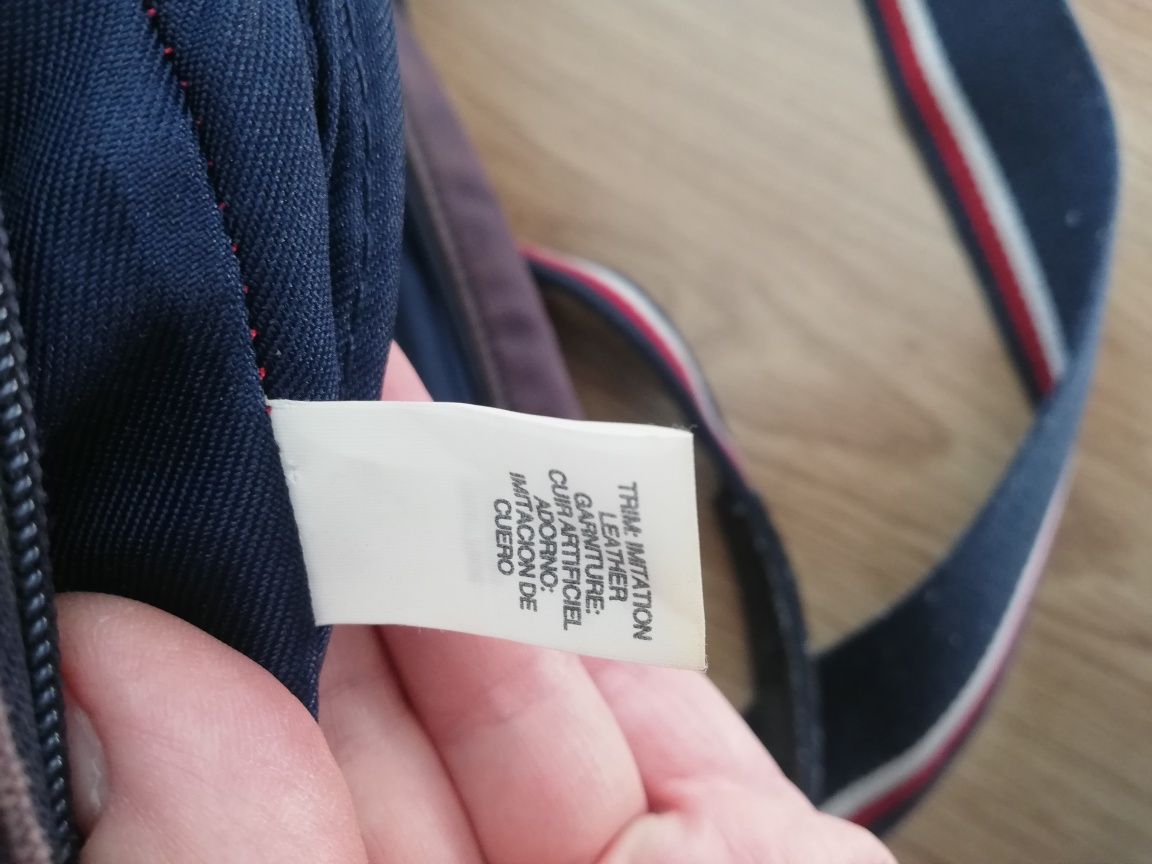 TRIM: IMITATION
LEATHER
GARNITURE:
CUIR ARTIFICIEL
ADORNO:
IMITACION DE
CUERO